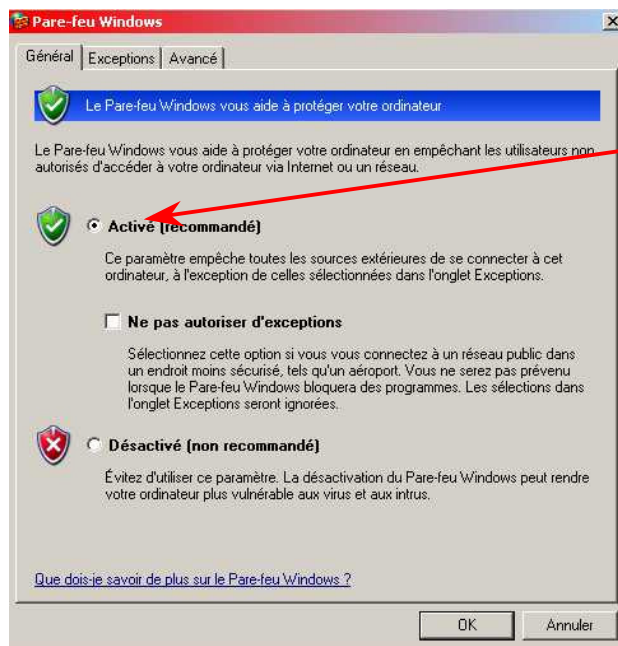 Pare-feu Windows
Général
Exceptions
Avancé
Le Pare-feu Windows vous aide à protéger votre ordinateur
Le Pare-feu Windows vous aide à protéger votre ordinateur en empêchant les utilisateurs non
autorisés d'accéder à votre ordinateur via Internet ou un réseau.
Activé (recommandé)
Ce paramètre empêche toutes les sources extérieures de se connecter à cet
ordinateur, à l'exception de celles sélectionnées dans l'onglet Exceptions.
Ne pas autoriser d'exceptions
Sélectionnez cette option si vous vous connectez à un réseau public dans
un endroit moins sécurisé, tels qu'un aéroport. Vous ne serez pas prévenu
lorsque le Pare-feu Windows bloquera des programmes. Les sélections dans
l'onglet Exceptions seront ignorées.
Désactivé (non recommandé)
Évitez d'utiliser ce paramètre. La désactivation du Pare-feu Windows peut rendre
votre ordinateur plus vulnérable aux virus et aux intrus.
Que dois-je savoir de plus sur le Pare-feu Windows ?
OK
Annuler